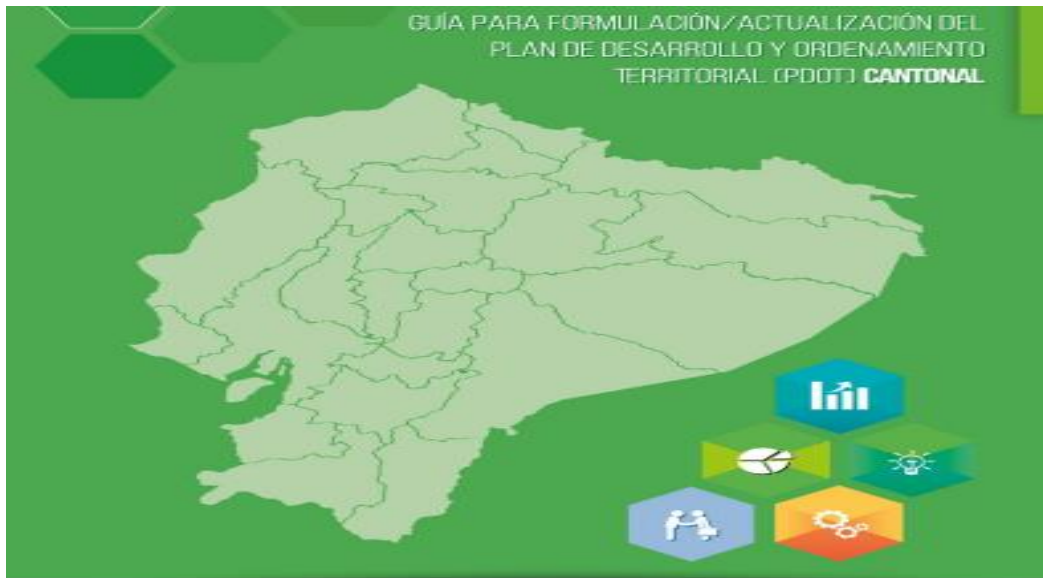 GUÍA PARA FORMULACIÓN/ACTUALIZACIÓN DEL
PLAN DE DESARROLLO Y ORDENAMIENTO
TERRITORIAL (PDOT) CANTONAL